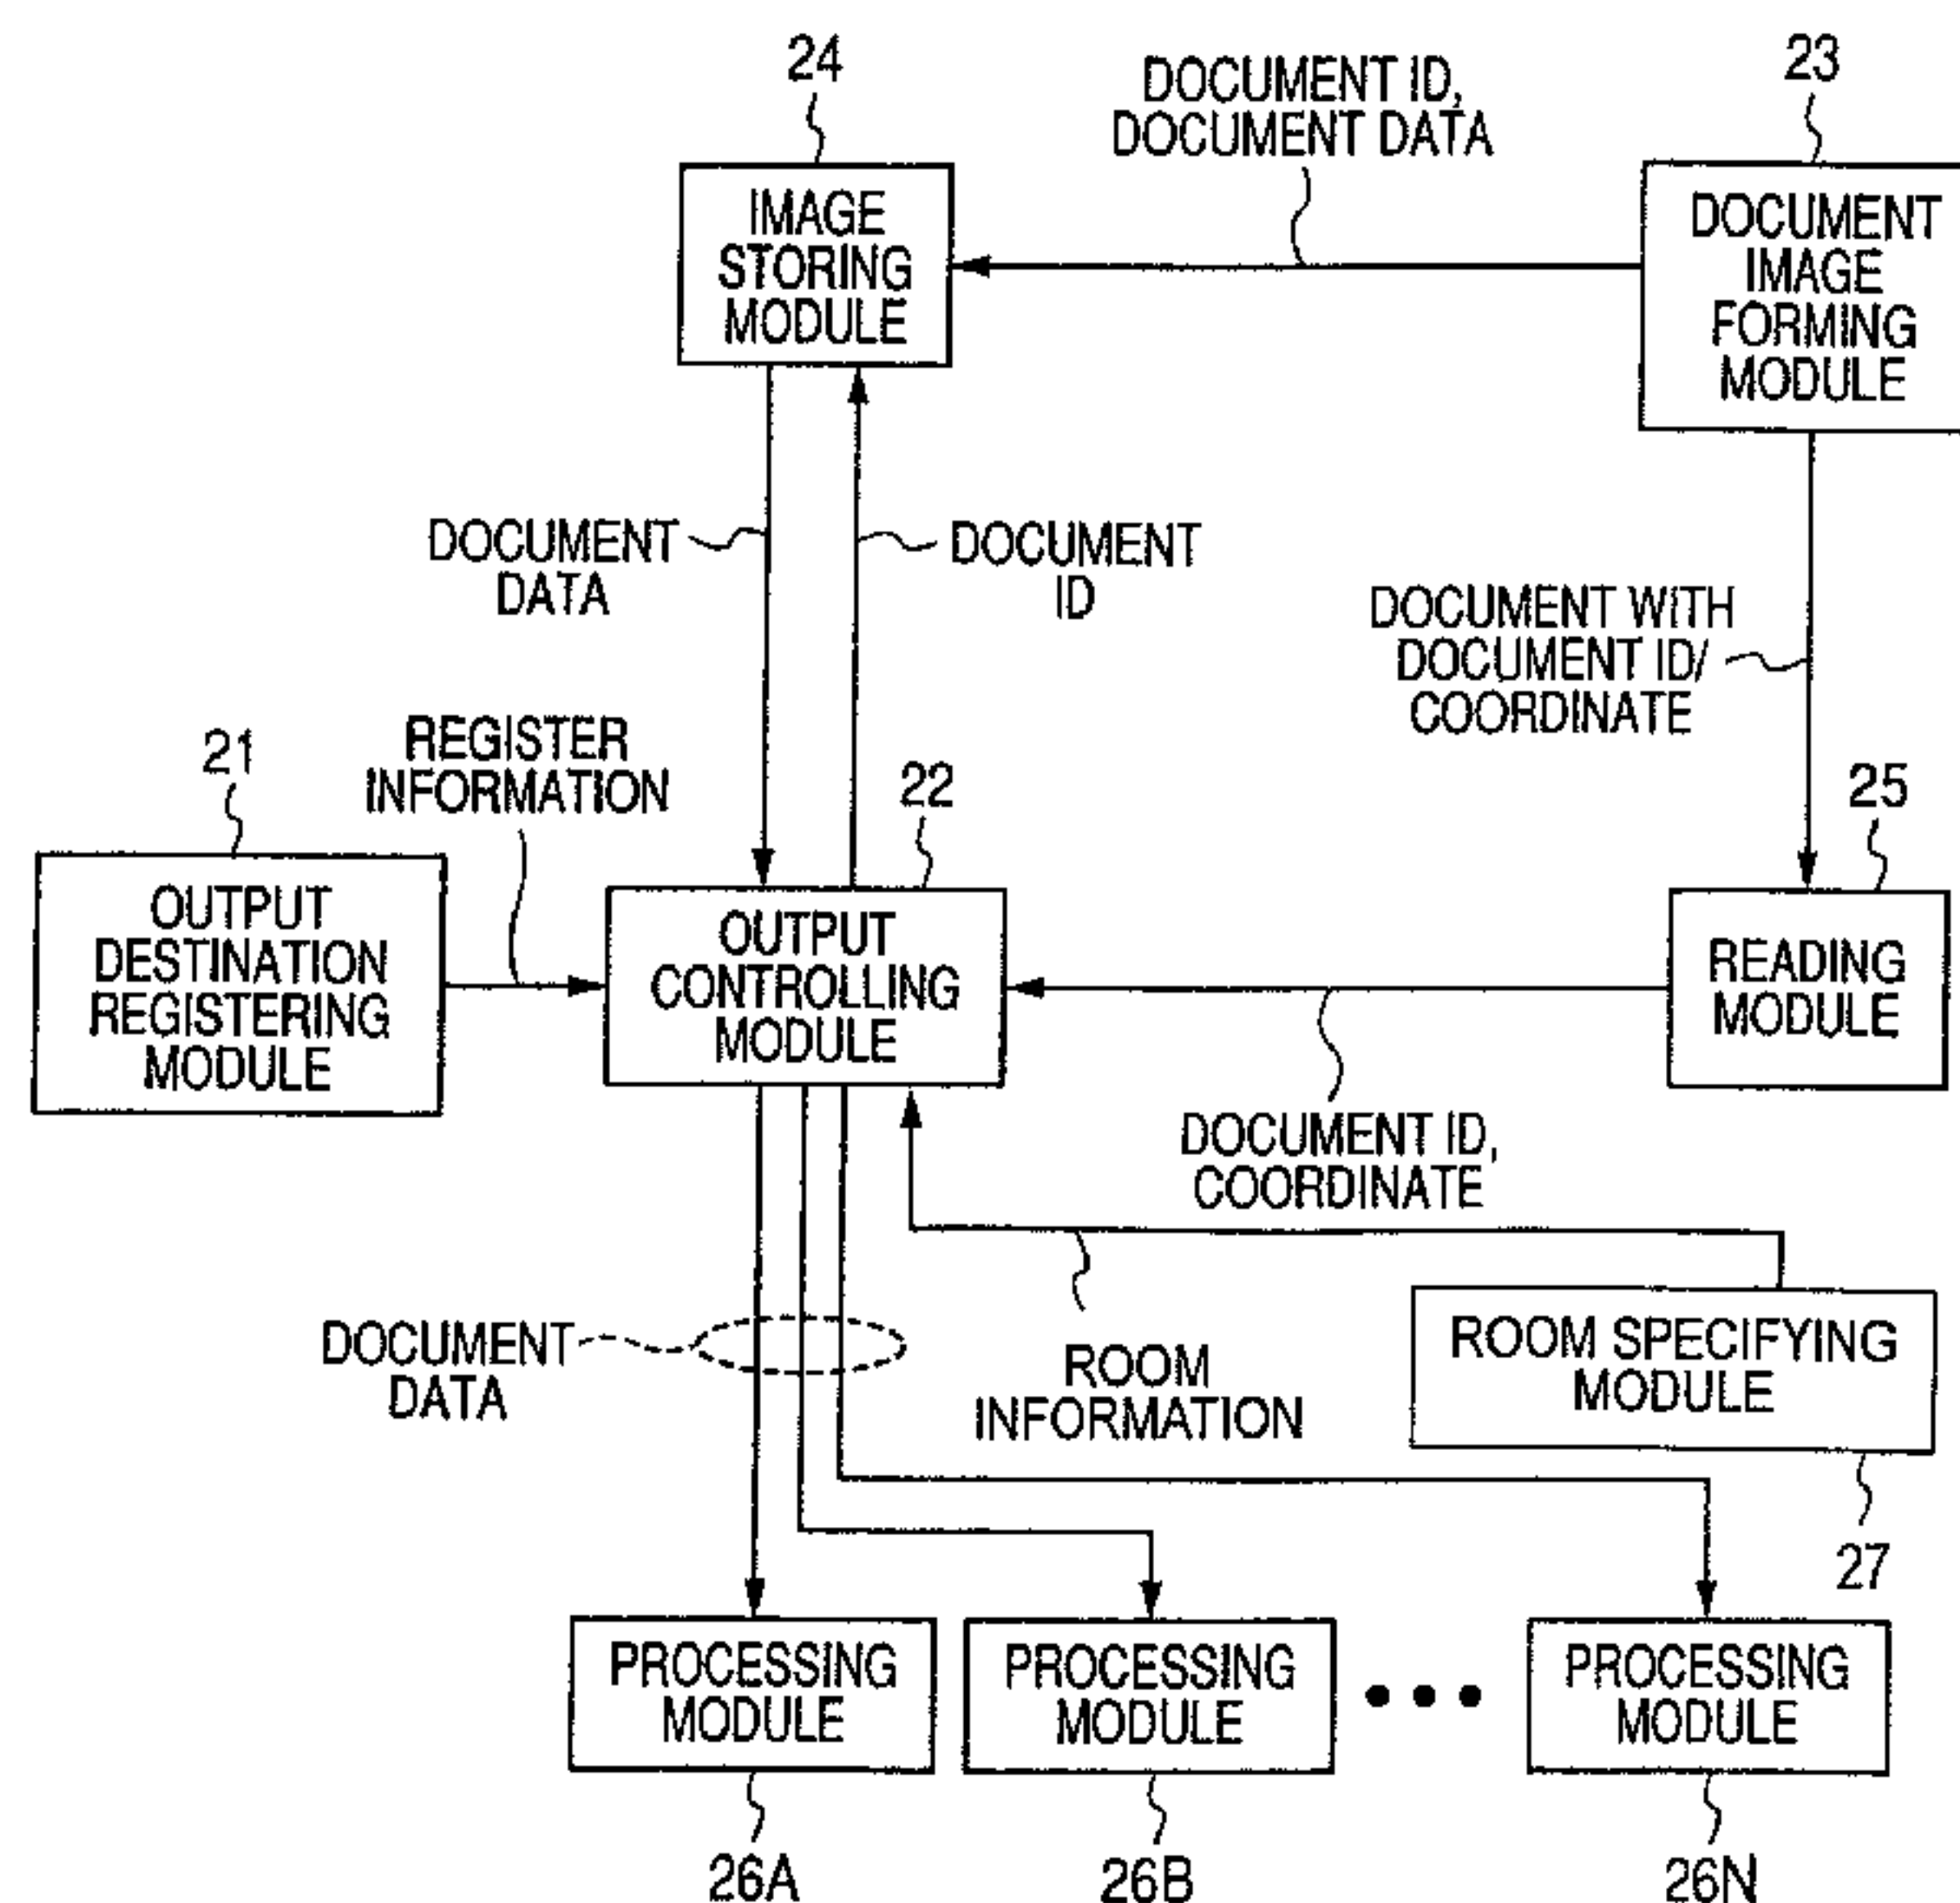 24
23
DOCUMENT ID,
DOCUMENT DATA
IMAGE
STORING
MODULE
DOCUMENT
IMAGE
FORMING
MODULE
DOCUMENT
DATA
DOCUMENT
ID
DOCUMENT WITH
DOCUMENT ID/
COORDINATE
21
REGISTER
INFORMATION
22
25
OUTPUT
DESTINATION
REGISTERING
MODULE
OUTPUT
CONTROLLING
MODULE
READING
MODULE
DOCUMENT ID,
COORDINATE
DOCUMENT
DATA
ROOM
INFORMATION
ROOM SPECIFYING
MODULE
27
PROCESSING
MODULE
PROCESSING
MODULE
PROCESSING
MODULE
26A
26B
26N